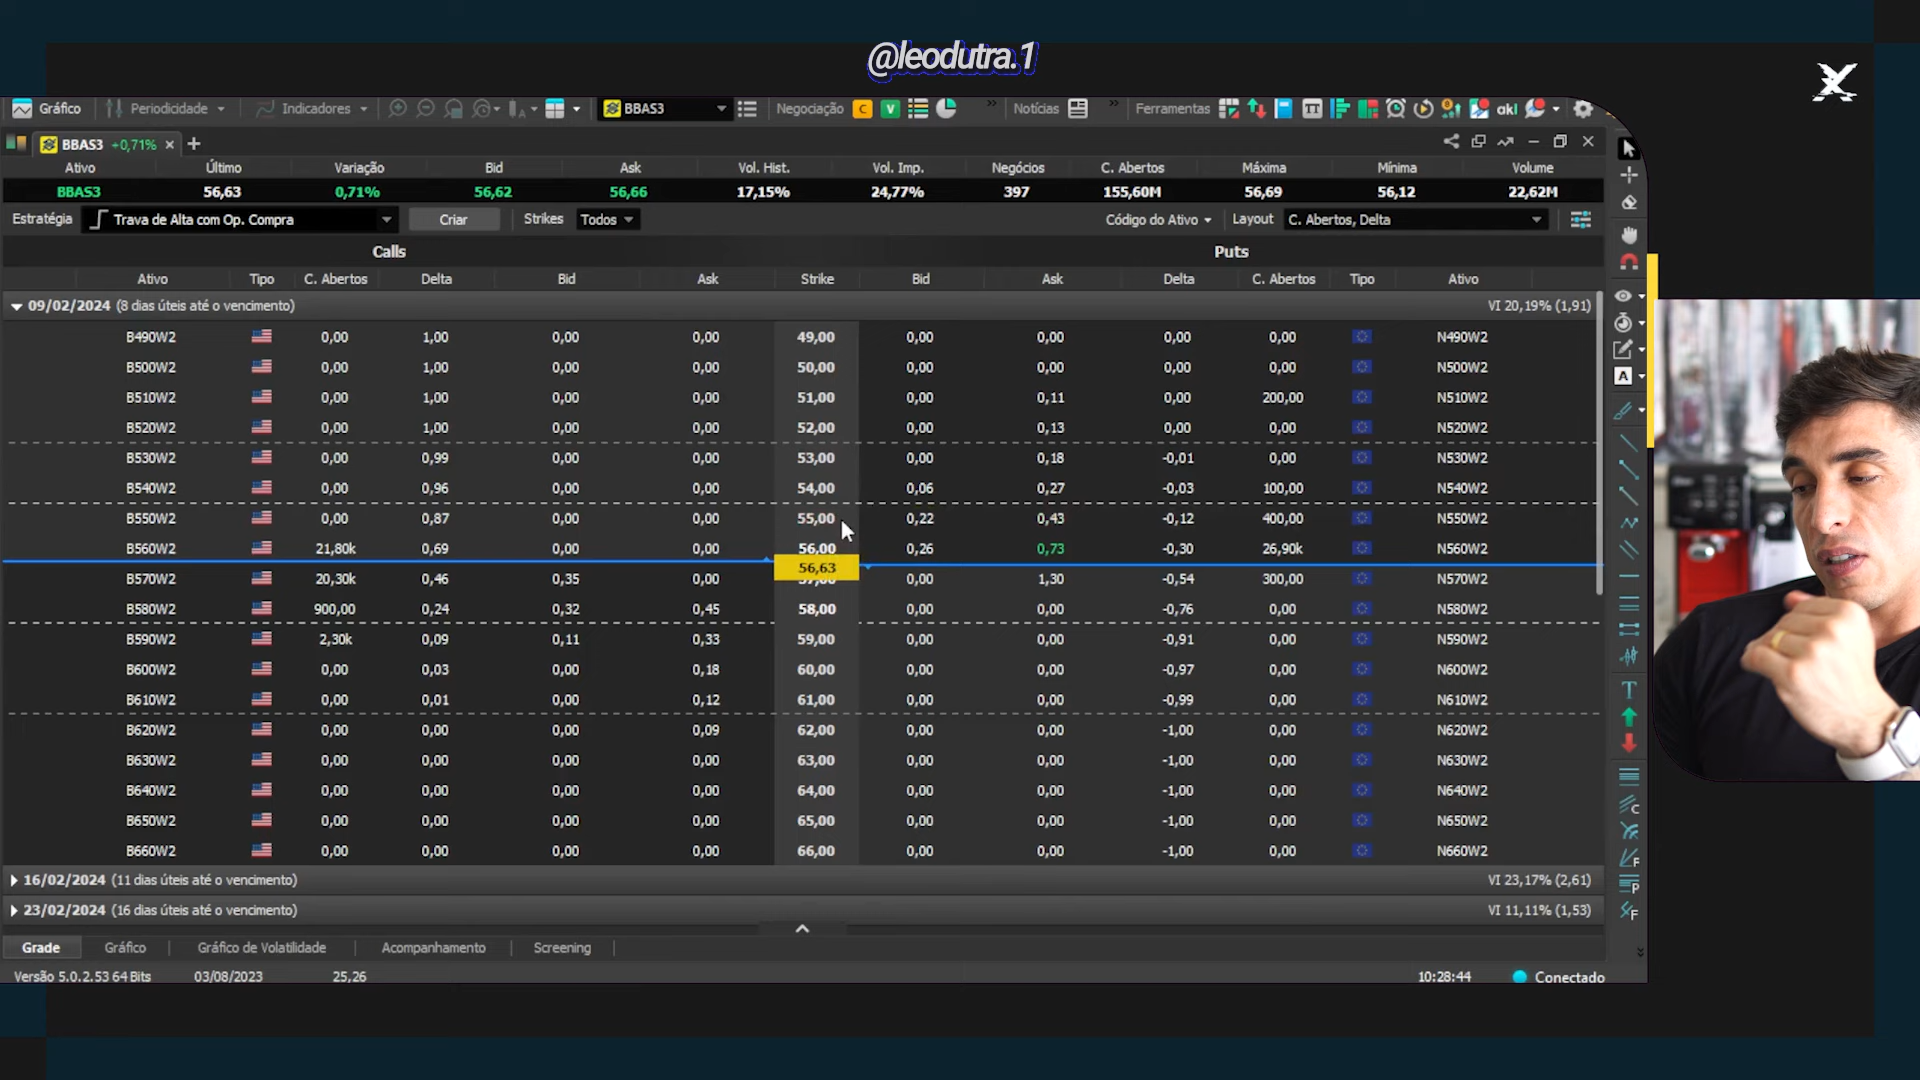 @leodutra.1
Gráfico Periodicidade Indicadores BBAS3 Negociação C V Notícias Ferramentas akl
BBAS3 +0,71%
Ativo Último Variação Bid Ask Vol. Hist. Vol. Imp. Negócios C. Abertos Máxima Mínima Volume
BBAS3 56,63 0,71% 56,62 56,66 17,15% 24,77% 397 155,60M 56,69 56,12 22,62M
Estratégia Trava de Alta com Op. Compra Criar Strikes Todos Código do Ativo Layout C. Abertos, Delta
Calls Puts
Ativo Tipo C. Abertos Delta Bid Ask Strike Bid Ask Delta C. Abertos Tipo Ativo
09/02/2024 (8 dias úteis até o vencimento) VI 20,19% (1,91)
B490W2 0,00 1,00 0,00 0,00 49,00 0,00 0,00 0,00 0,00 N490W2
B500W2 0,00 1,00 0,00 0,00 50,00 0,00 0,00 0,00 0,00 N500W2
B510W2 0,00 1,00 0,00 0,00 51,00 0,00 0,11 0,00 200,00 N510W2
B520W2 0,00 1,00 0,00 0,00 52,00 0,00 0,13 0,00 0,00 N520W2
B530W2 0,00 0,99 0,00 0,00 53,00 0,00 0,18 -0,01 0,00 N530W2
B540W2 0,00 0,96 0,00 0,00 54,00 0,06 0,27 -0,03 100,00 N540W2
B550W2 0,00 0,87 0,00 0,00 55,00 0,22 0,43 -0,12 400,00 N550W2
B560W2 21,80k 0,69 0,00 0,00 56,00 0,26 0,73 -0,30 26,90k N560W2
56,63
B570W2 20,30k 0,46 0,35 0,00 57,00 0,00 1,30 -0,54 300,00 N570W2
B580W2 900,00 0,24 0,32 0,45 58,00 0,00 0,00 -0,76 0,00 N580W2
B590W2 2,30k 0,09 0,11 0,33 59,00 0,00 0,00 -0,91 0,00 N590W2
B600W2 0,00 0,03 0,00 0,18 60,00 0,00 0,00 -0,97 0,00 N600W2
B610W2 0,00 0,01 0,00 0,12 61,00 0,00 0,00 -0,99 0,00 N610W2
B620W2 0,00 0,00 0,00 0,09 62,00 0,00 0,00 -1,00 0,00 N620W2
B630W2 0,00 0,00 0,00 0,00 63,00 0,00 0,00 -1,00 0,00 N630W2
B640W2 0,00 0,00 0,00 0,00 64,00 0,00 0,00 -1,00 0,00 N640W2
B650W2 0,00 0,00 0,00 0,00 65,00 0,00 0,00 -1,00 0,00 N650W2
B660W2 0,00 0,00 0,00 0,00 66,00 0,00 0,00 -1,00 0,00 N660W2
16/02/2024 (11 dias úteis até o vencimento) VI 23,17% (2,61)
23/02/2024 (16 dias úteis até o vencimento) VI 11,11% (1,53)
Grade Gráfico Gráfico de Volatilidade Acompanhamento Screening
Versão 5.0.2.53 64 Bits 03/08/2023 25,26 10:28:44 Conectado